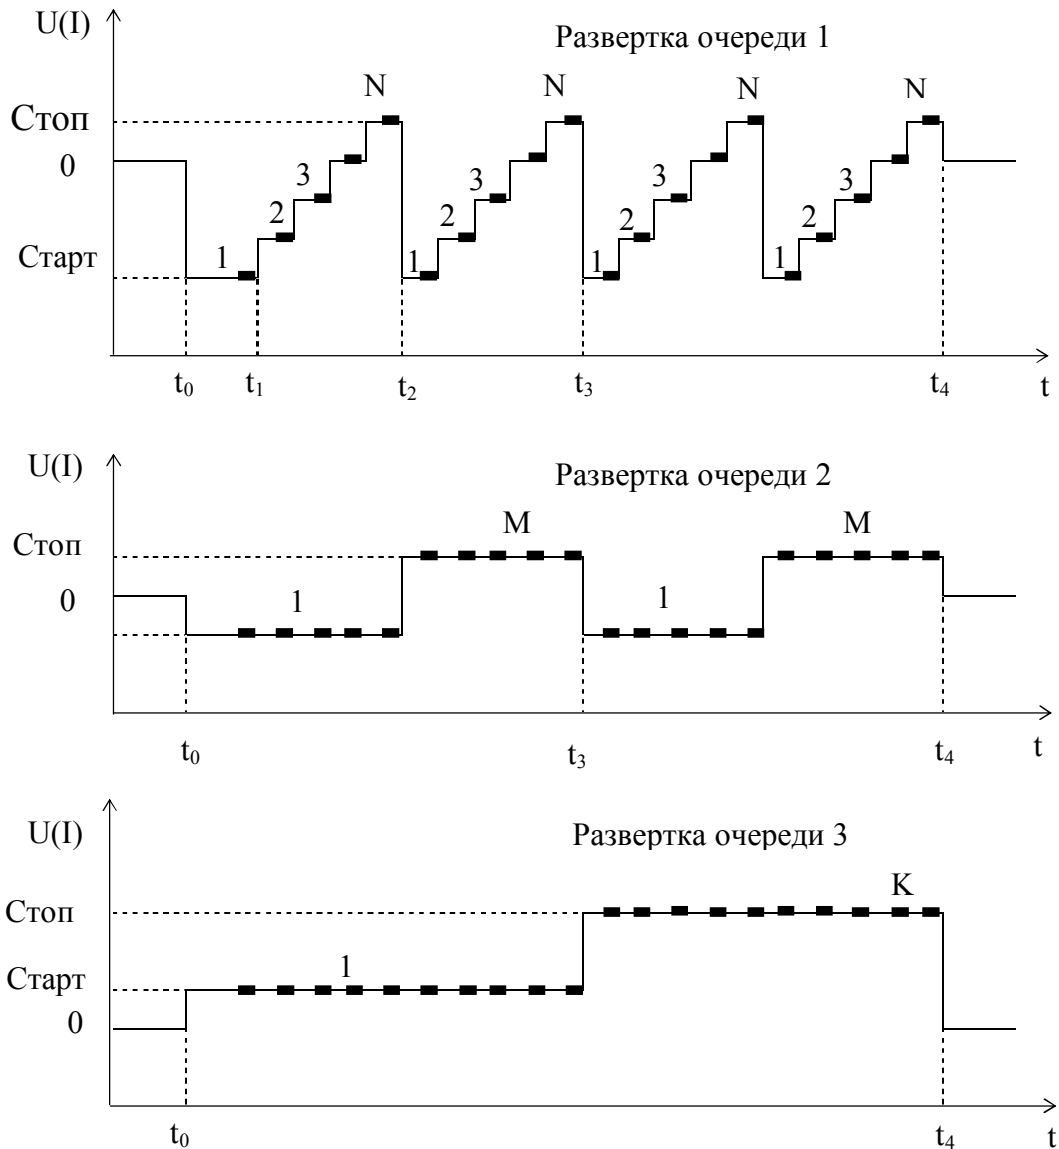 U(I)
Развертка очереди 1
N N N N
Стоп
0
3 3 3 3
2 2 2 2
Старт
1 1 1 1
t₀ t₁ t₂ t₃ t₄ t
U(I)
Развертка очереди 2
M M
Стоп
0
1 1
t₀ t₃ t₄ t
U(I)
Развертка очереди 3
K
Стоп
1
Старт
0
t₀ t₄ t